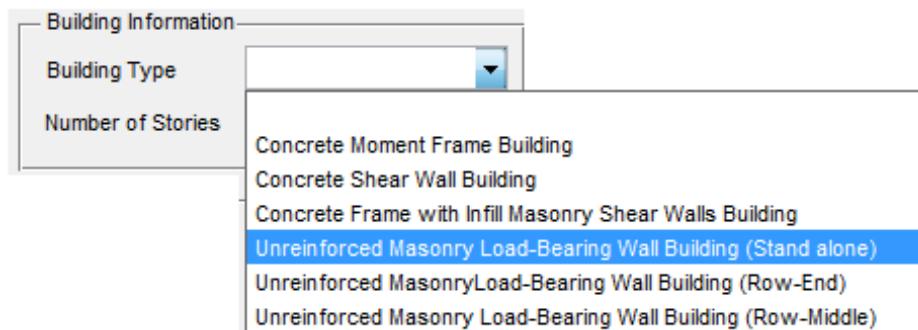 Building Information
Building Type
Number of Stories
Concrete Moment Frame Building
Concrete Shear Wall Building
Concrete Frame with Infill Masonry Shear Walls Building
Unreinforced Masonry Load-Bearing Wall Building (Stand alone)
Unreinforced MasonryLoad-Bearing Wall Building (Row-End)
Unreinforced Masonry Load-Bearing Wall Building (Row-Middle)